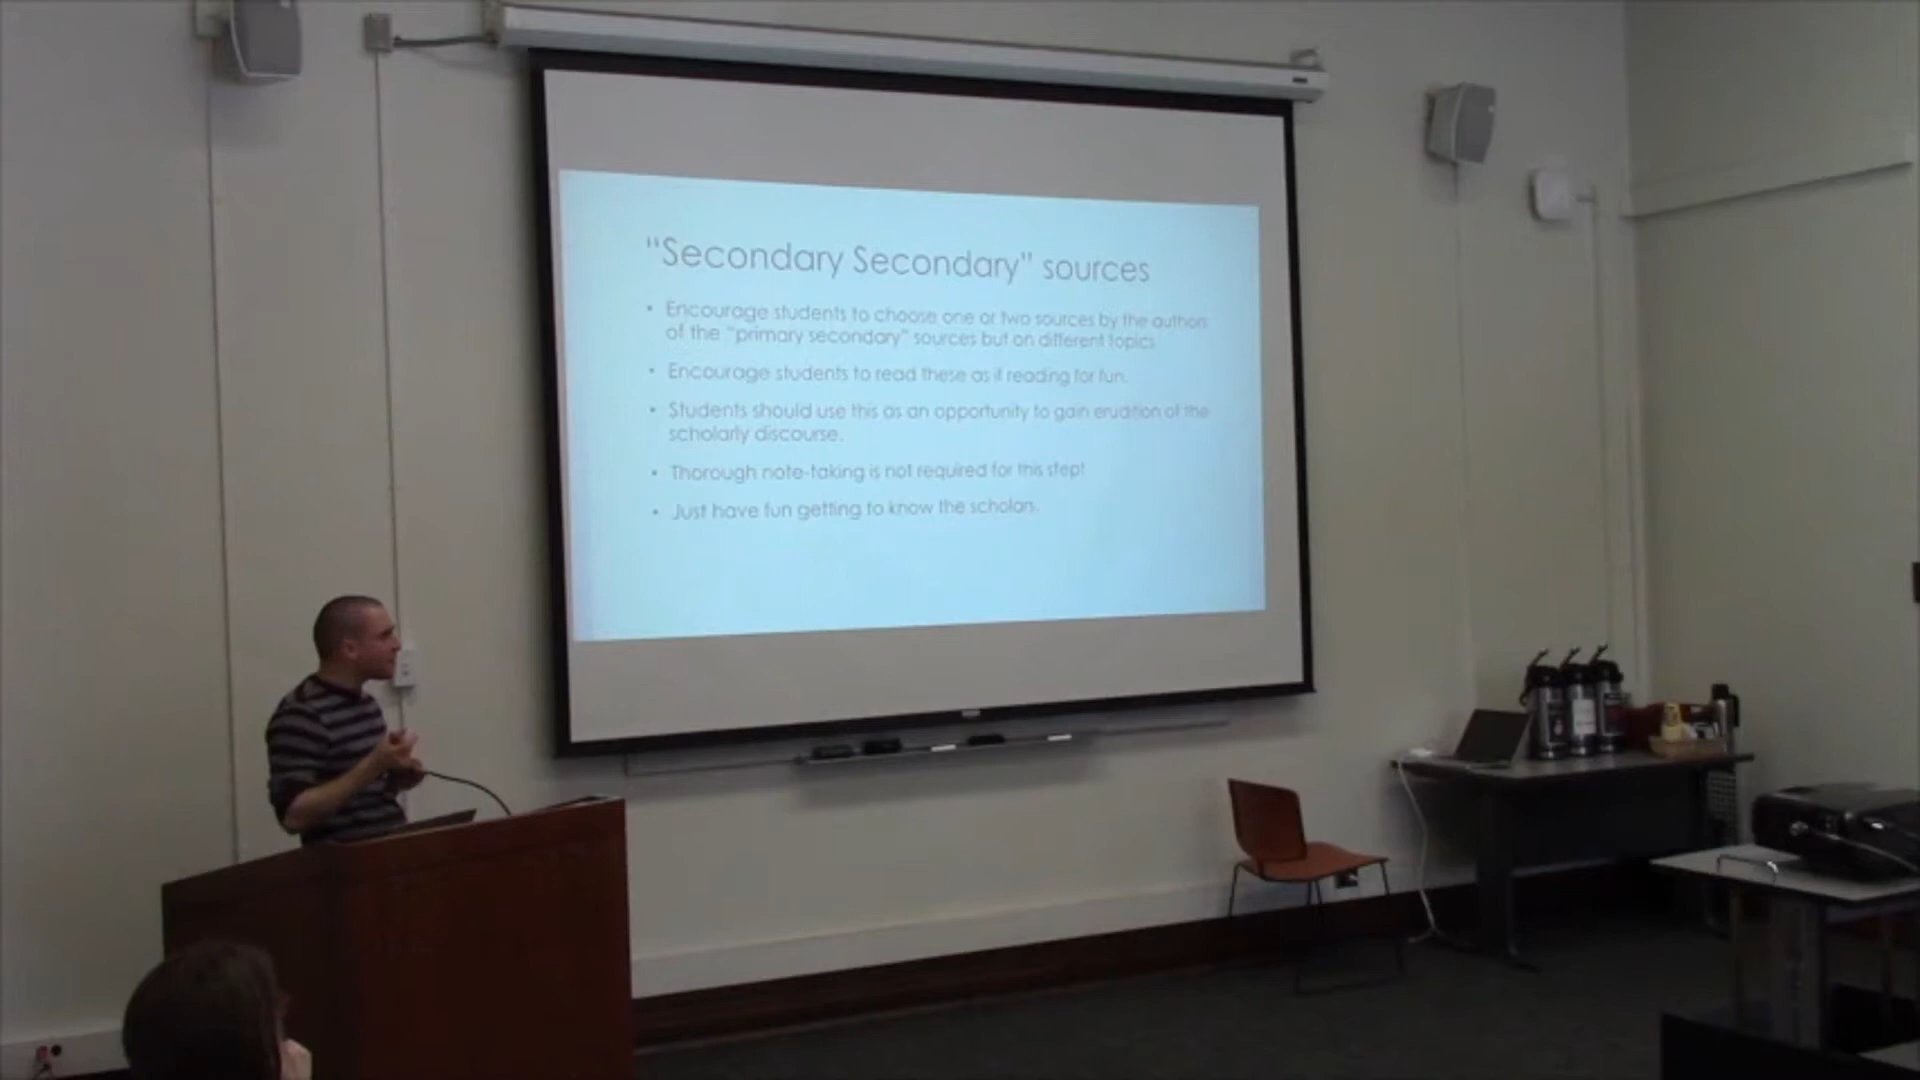 "Secondary Secondary" sources
• Encourage students to choose one or two sources by the authors
of the "primary secondary" sources but on different topics.
• Encourage students to read these as if reading for fun.
• Students should use this as an opportunity to gain erudition of the
scholarly discourse.
• Thorough note-taking is not required for this step!
• Just have fun getting to know the scholars.